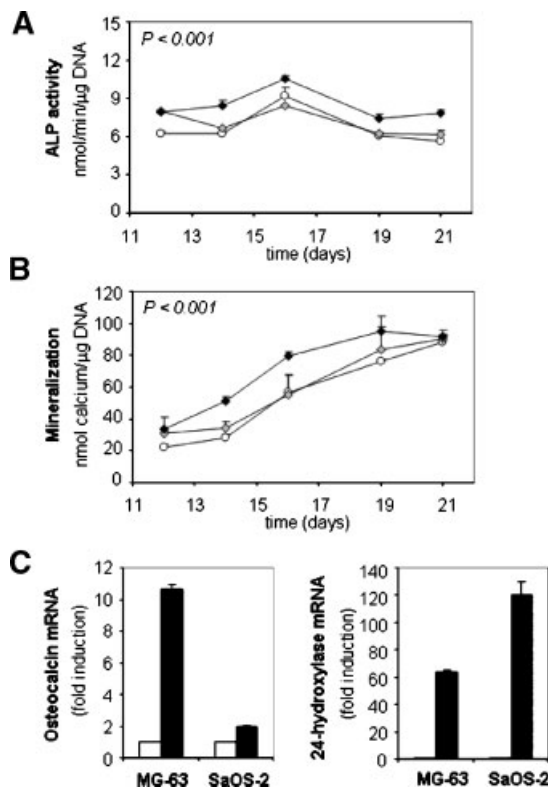 A
P < 0.001
ALP activity
nmol/min/µg DNA
15
12
9
6
3
0
11 13 15 17 19 21
time (days)
B
P < 0.001
Mineralization
nmol calcium/µg DNA
120
100
80
60
40
20
0
11 13 15 17 19 21
time (days)
C
Osteocalcin mRNA
(fold induction)
12
10
8
6
4
2
0
MG-63 SaOS-2
24-hydroxylase mRNA
(fold induction)
140
120
100
80
60
40
20
0
MG-63 SaOS-2